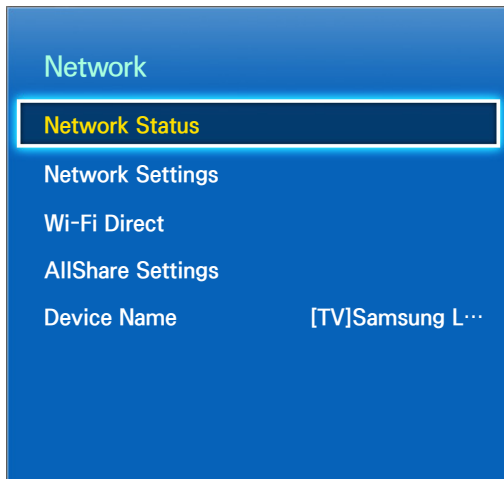 Network
Network Status
Network Settings
Wi-Fi Direct
AllShare Settings
Device Name [TV]Samsung L···